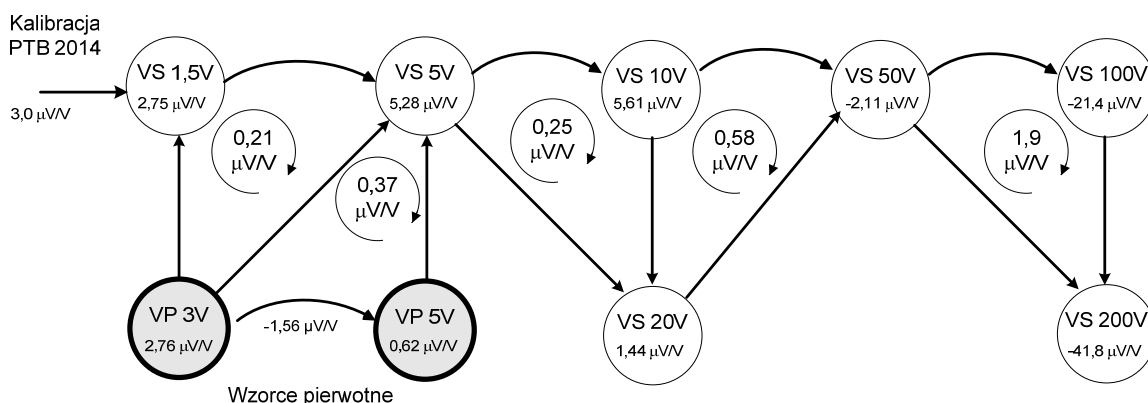 Kalibracja
PTB 2014
3,0 μV/V
VS 1,5V
2,75 μV/V
VS 5V
5,28 μV/V
VS 10V
5,61 μV/V
VS 50V
-2,11 μV/V
VS 100V
-21,4 μV/V
0,21
μV/V
0,37
μV/V
0,25
μV/V
0,58
μV/V
1,9
μV/V
VP 3V
2,76 μV/V
-1,56 μV/V
VP 5V
0,62 μV/V
VS 20V
1,44 μV/V
VS 200V
-41,8 μV/V
Wzorce pierwotne